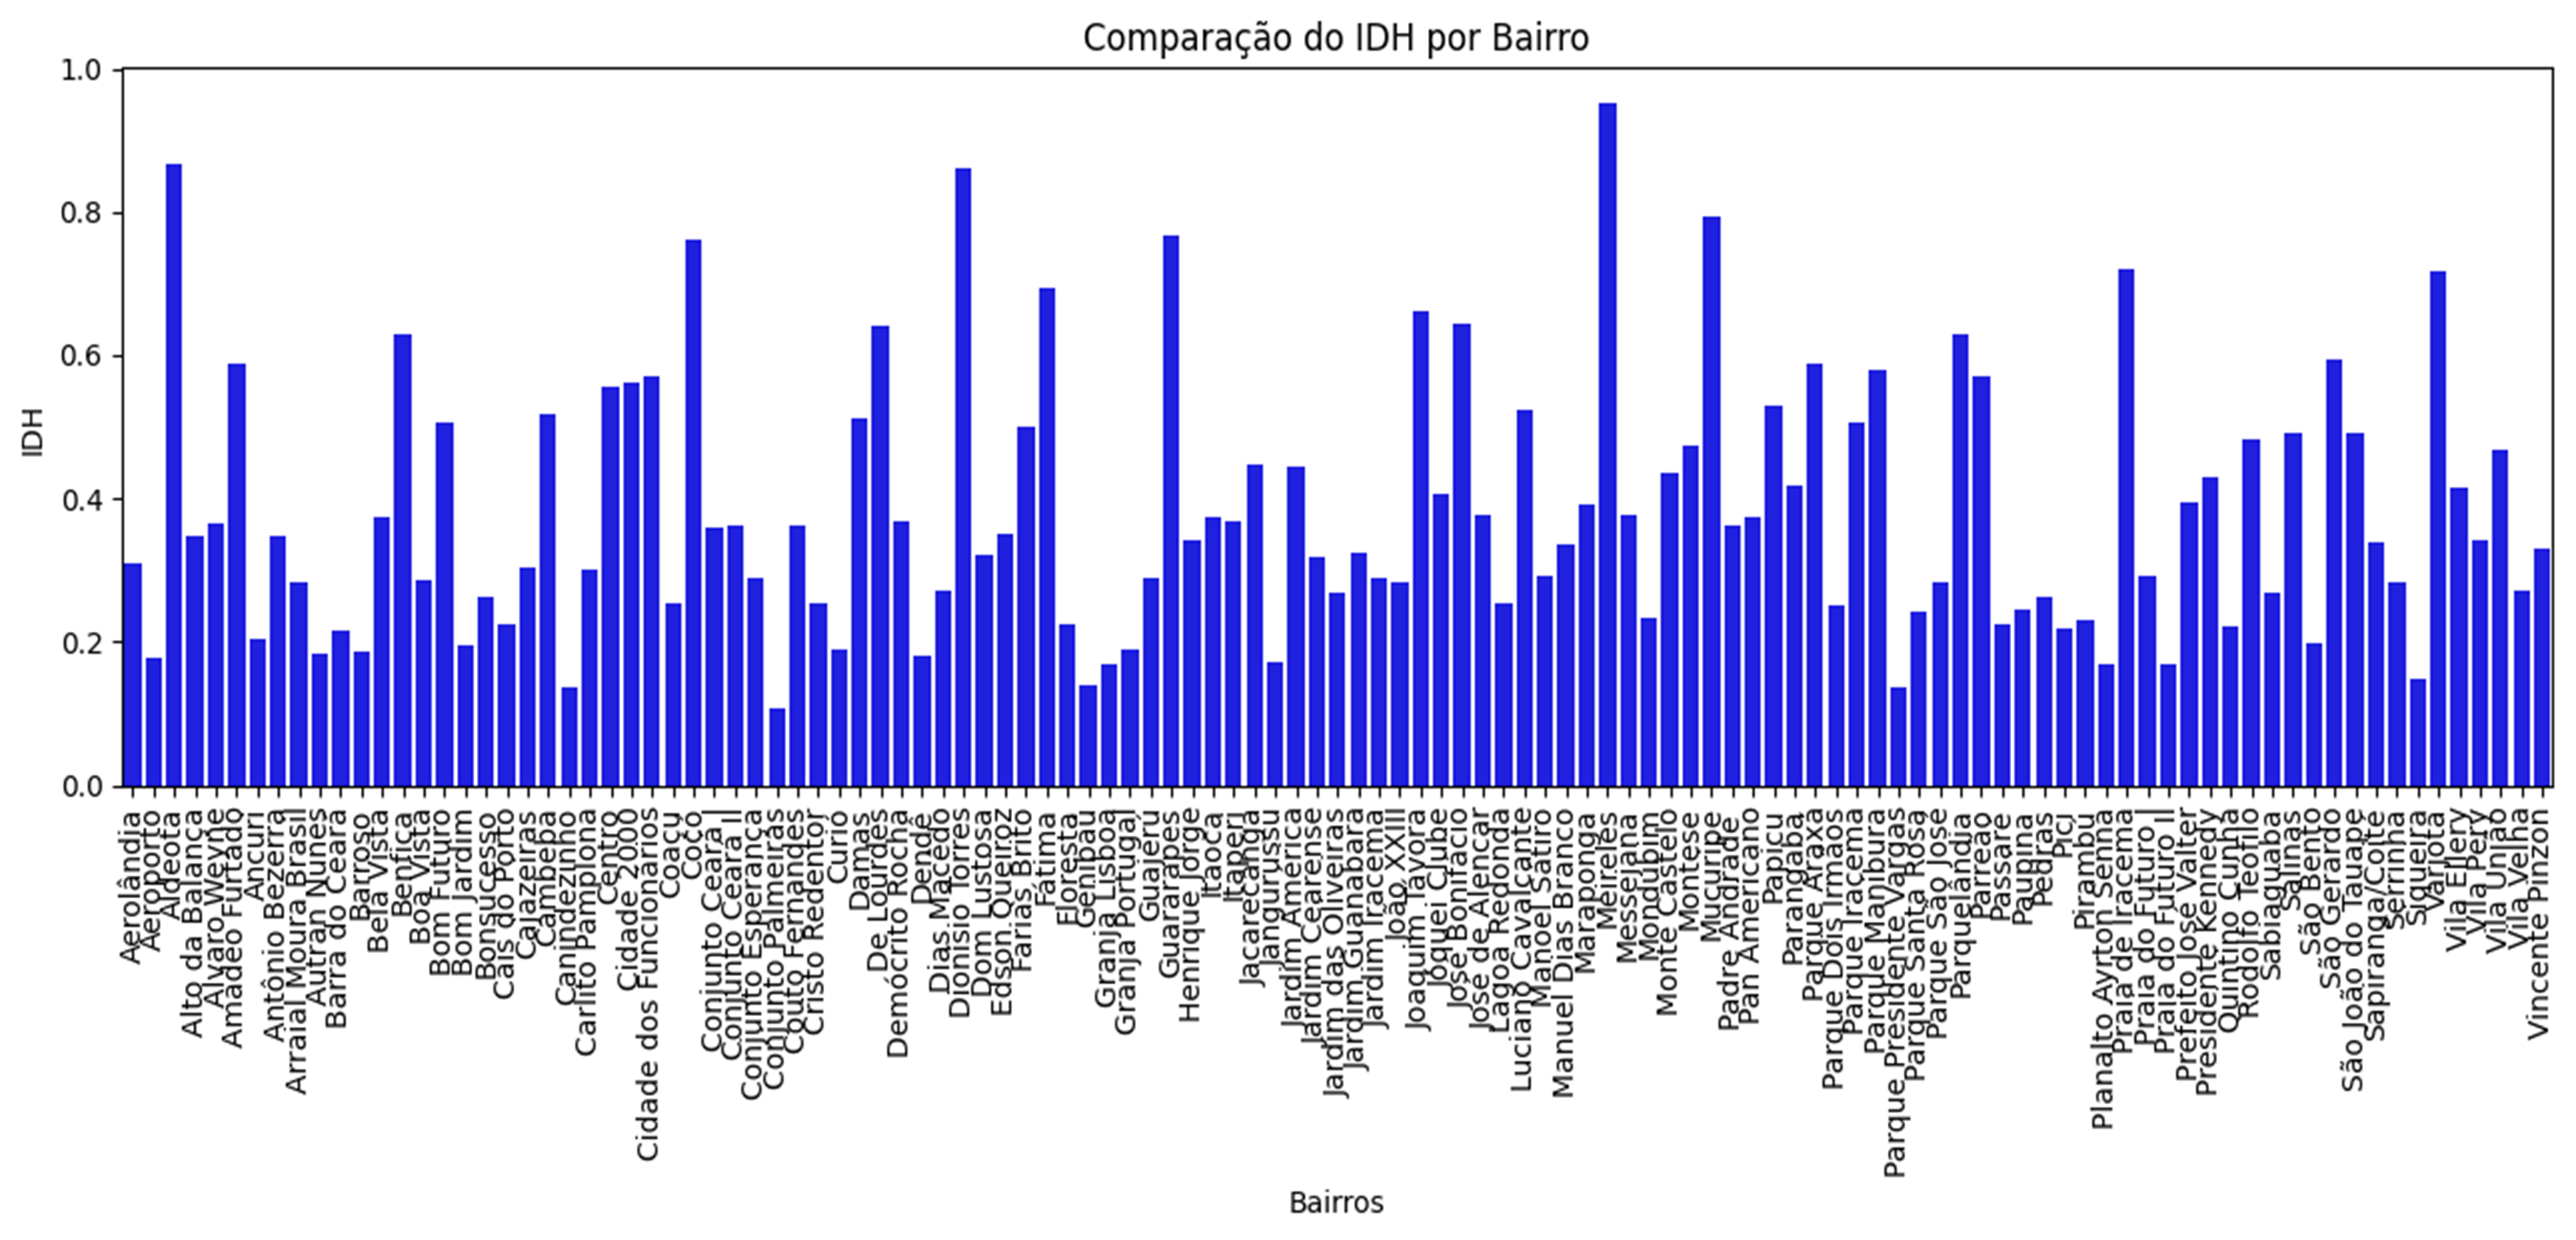 Comparação do IDH por Bairro
1.0
0.8
0.6
0.4
0.2
0.0
IDH
Aerolândia
Aeroporto
Aldeota
Alto da Balança
Alvaro Weyne
Amadeo Furtado
Ancuri
Antônio Bezerra
Arraial Moura Brasil
Autran Nunes
Barra do Ceara
Barroso
Bela Vista
Benfica
Boa Vista
Bom Futuro
Bom Jardim
Bonsucesso
Cais do Porto
Cajazeiras
Cambeba
Canindezinho
Carlito Pamplona
Centro
Cidade 2000
Cidade dos Funcionários
Coaçu
Cocó
Conjunto Ceará I
Conjunto Ceará II
Conjunto Esperança
Conjunto Palmeiras
Couto Fernandes
Cristo Redentor
Curió
Damas
De Lourdes
Demócrito Rocha
Dendê
Dias Macedo
Dionisio Torres
Dom Lustosa
Edson Queiroz
Farias Brito
Fátima
Floresta
Genibau
Granja Lisboa
Granja Portugal
Guajeru
Guararapes
Henrique Jorge
Itaoca
Itaperi
Jacarecanga
Jangurussu
Jardim América
Jardim Cearense
Jardim das Oliveiras
Jardim Guanabara
Jardim Iracema
João XXIII
Joaquim Tavora
Jóquei Clube
José Bonifácio
José de Alencar
Lagoa Redonda
Luciano Cavalcante
Manoel Satiro
Manuel Dias Branco
Maraponga
Meireles
Messejana
Mondubim
Monte Castelo
Montese
Mucuripe
Padre Andrade
Pan Americano
Papicu
Parangaba
Parque Araxa
Parque Dois Irmãos
Parque Iracema
Parque Manibura
Parque Presidente Vargas
Parque Santa Rosa
Parque São José
Parquelândia
Parreão
Passaré
Paupina
Pedras
Pici
Pirambu
Planalto Ayrton Senna
Praia de Iracema
Praia do Futuro I
Praia do Futuro II
Prefeito José Valter
Presidente Kennedy
Quintino Cunha
Rodolfo Teófilo
Sabiaguaba
Salinas
São Bento
São Gerardo
São João do Tauape
Sapiranga/Coité
Serrinha
Siqueira
Varjota
Vila Ellery
Vila Pery
Vila União
Vila Velha
Vincente Pinzon
Bairros